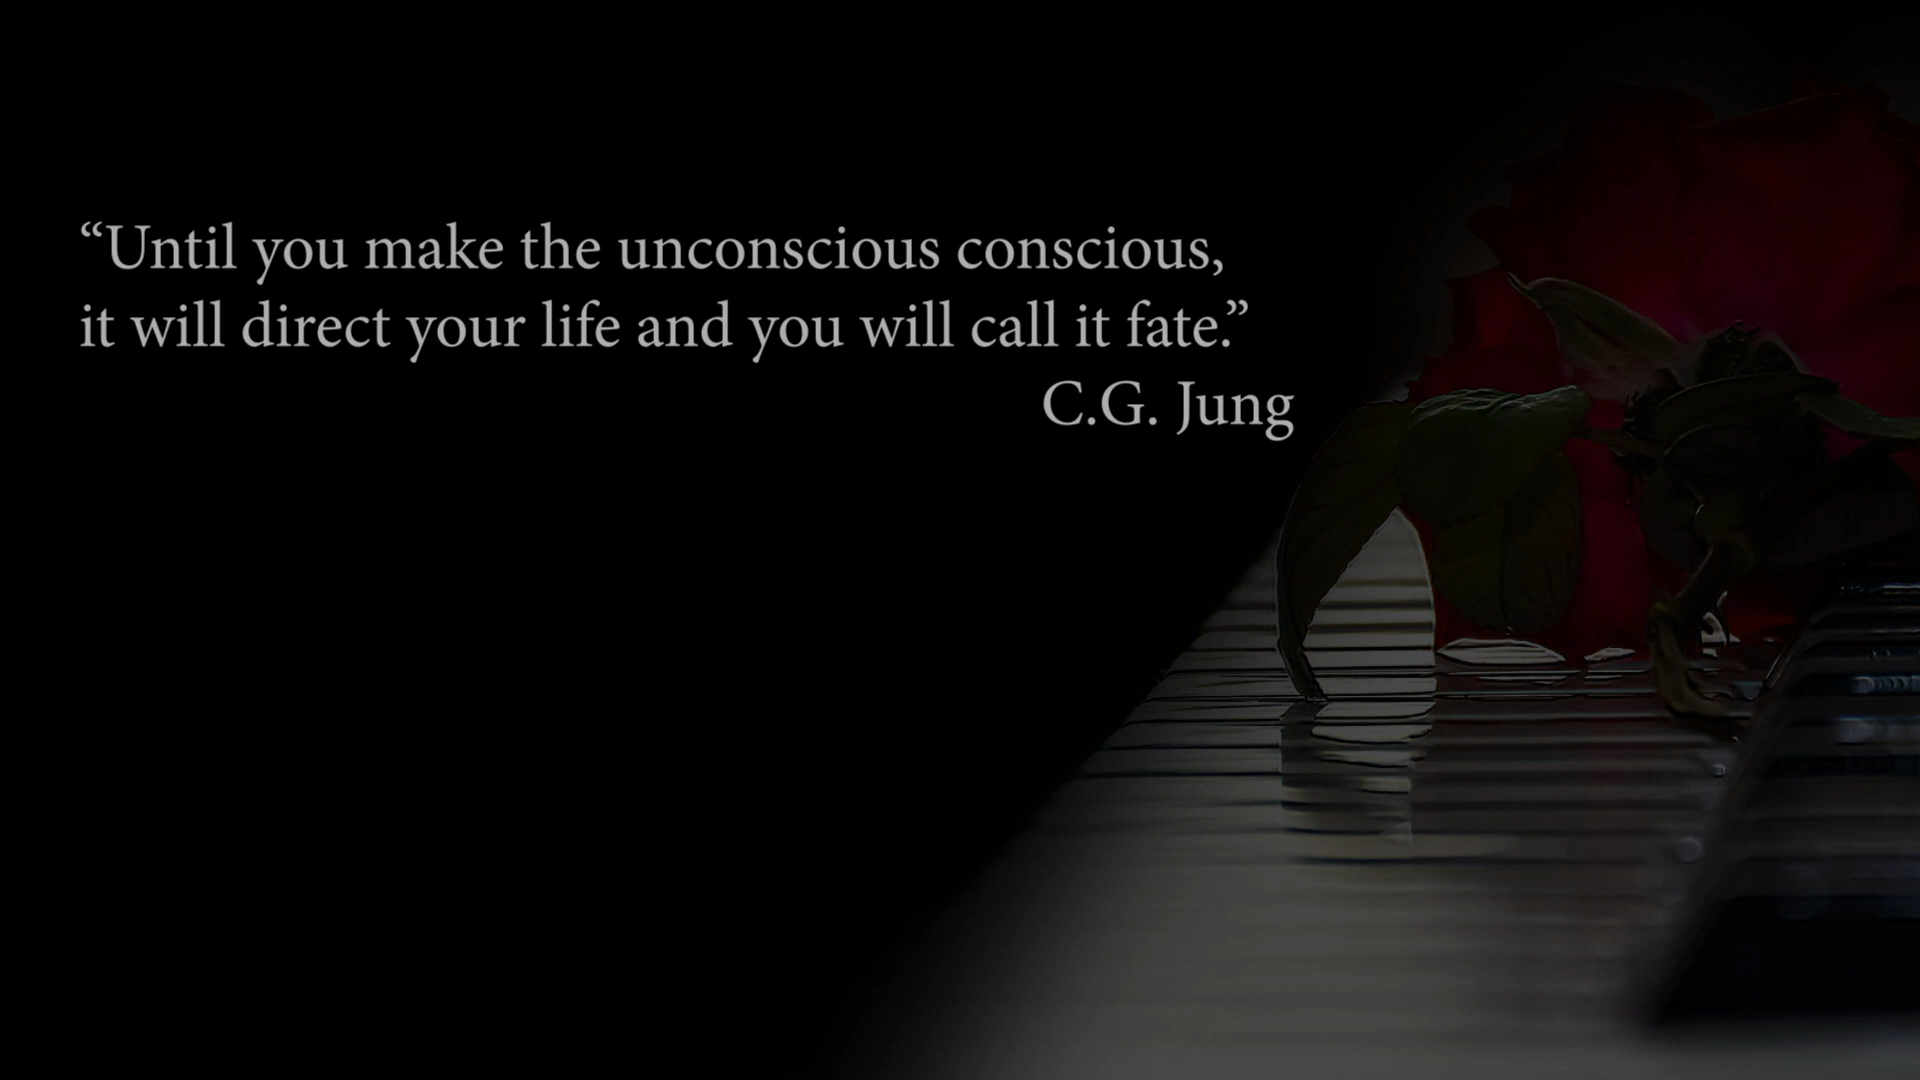 “Until you make the unconscious conscious,
it will direct your life and you will call it fate.”
C.G. Jung